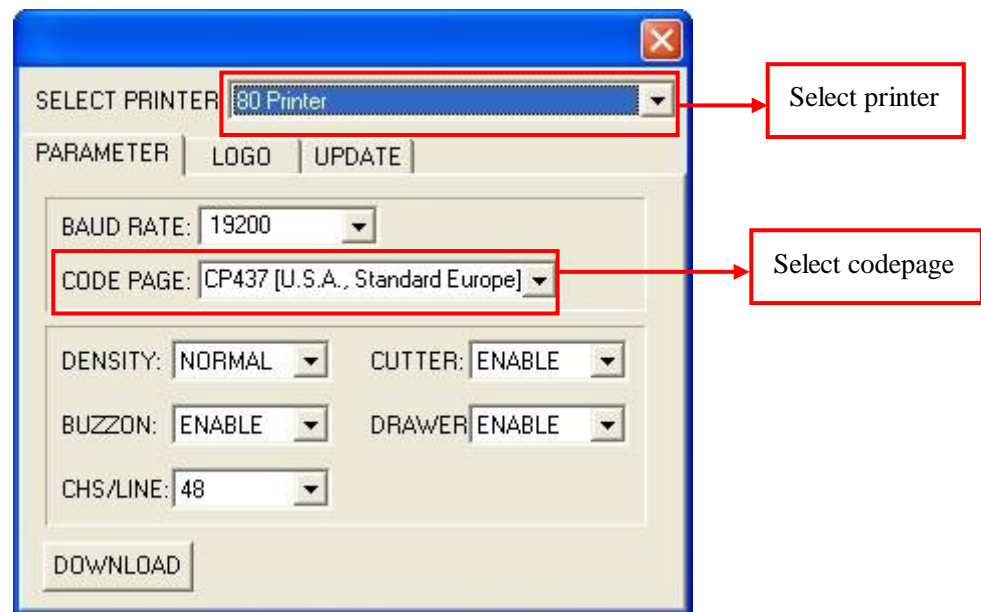 SELECT PRINTER 80 Printer
Select printer
PARAMETER LOGO UPDATE
BAUD RATE: 19200
CODE PAGE: CP437 [U.S.A., Standard Europe]
Select codepage
DENSITY: NORMAL CUTTER: ENABLE
BUZZON: ENABLE DRAWER ENABLE
CHS/LINE: 48
DOWNLOAD